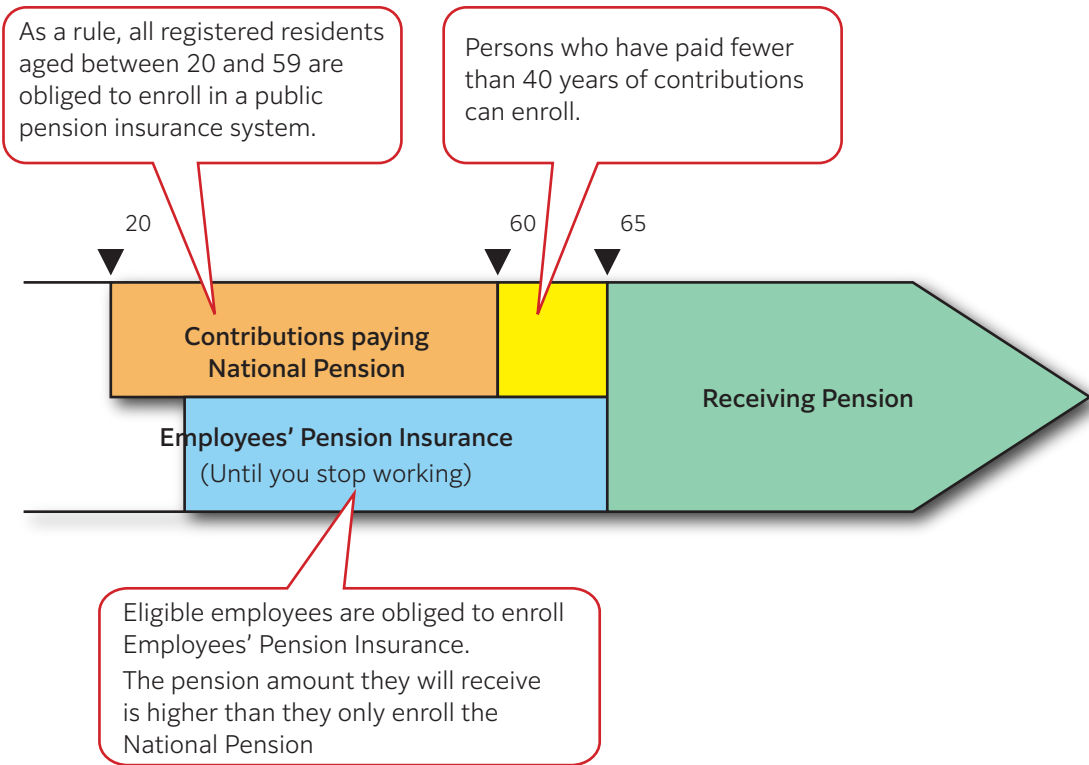 As a rule, all registered residents
aged between 20 and 59 are
obliged to enroll in a public
pension insurance system.
Persons who have paid fewer
than 40 years of contributions
can enroll.
20
60
65
Contributions paying
National Pension
Receiving Pension
Employees’ Pension Insurance
(Until you stop working)
Eligible employees are obliged to enroll
Employees’ Pension Insurance.
The pension amount they will receive
is higher than they only enroll the
National Pension